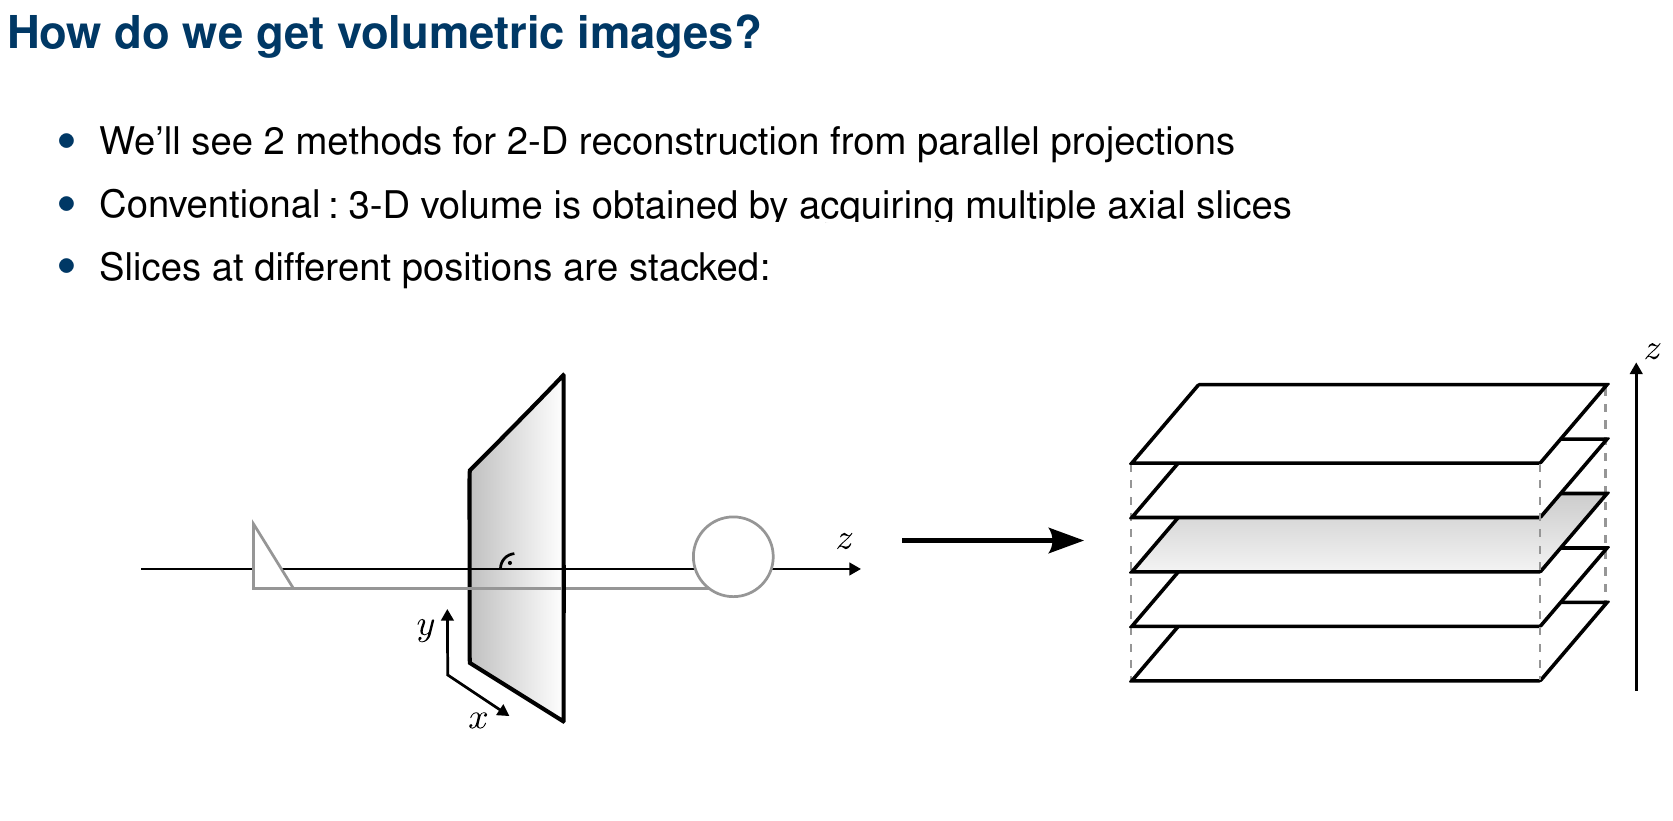 How do we get volumetric images?
• We'll see 2 methods for 2-D reconstruction from parallel projections
• Conventional : 3-D volume is obtained by acquiring multiple axial slices
• Slices at different positions are stacked:
z
z
y
x